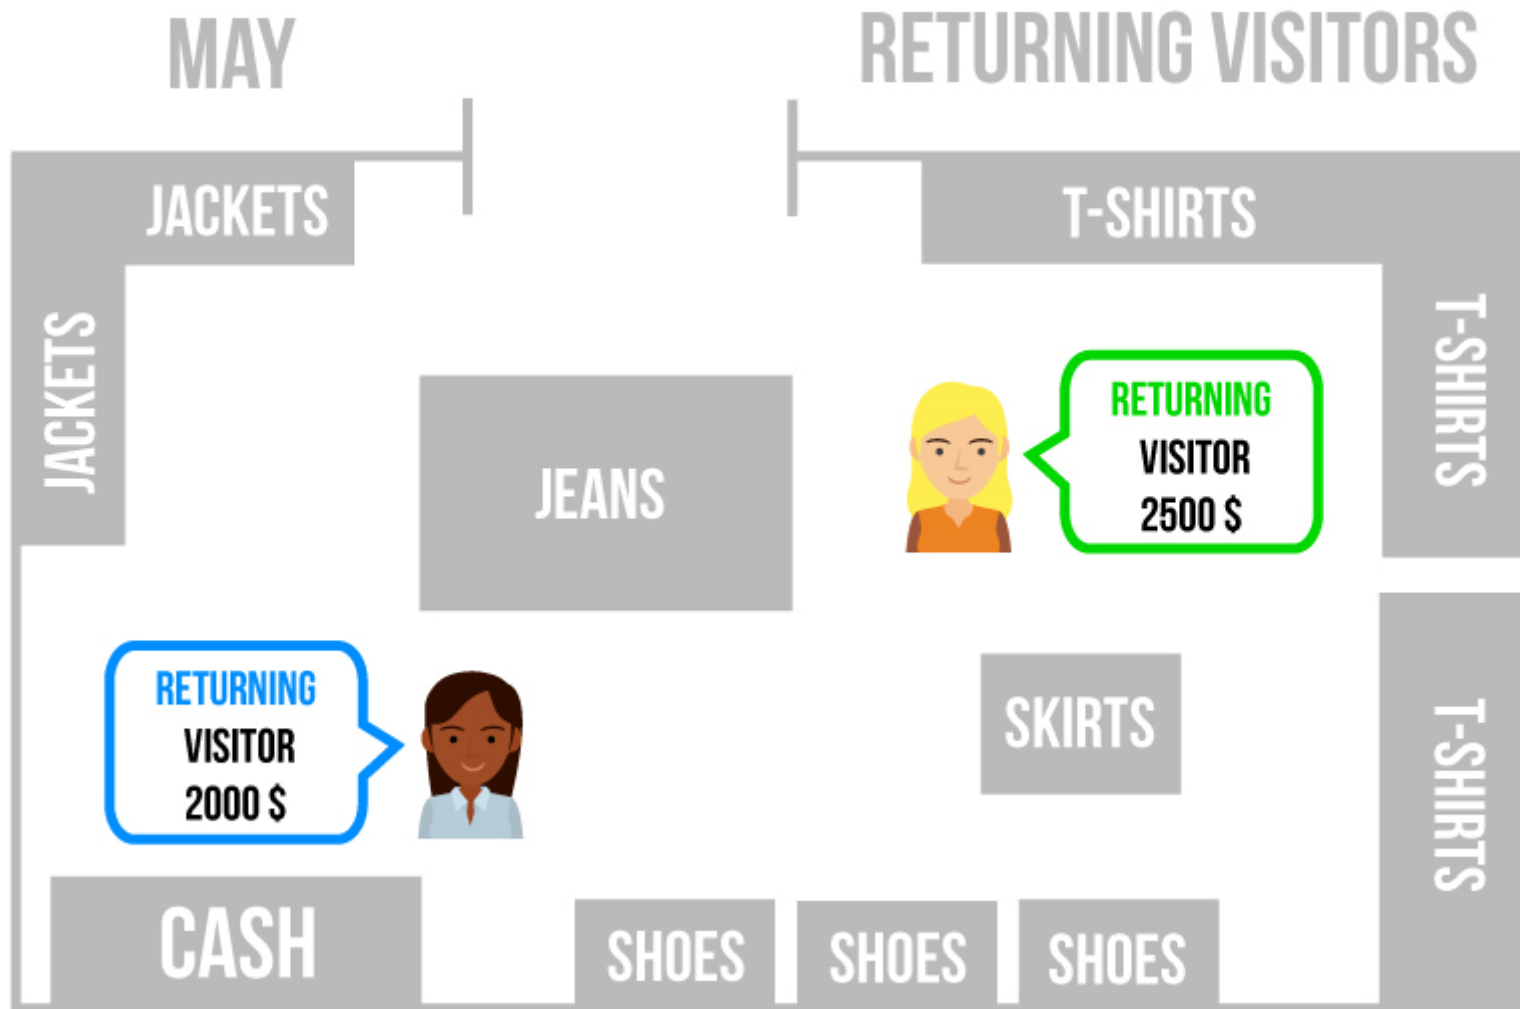 MAY
RETURNING VISITORS
JACKETS
T-SHIRTS
JACKETS
T-SHIRTS
JEANS
RETURNING
VISITOR
2500 $
RETURNING
VISITOR
2000 $
SKIRTS
T-SHIRTS
CASH
SHOES
SHOES
SHOES